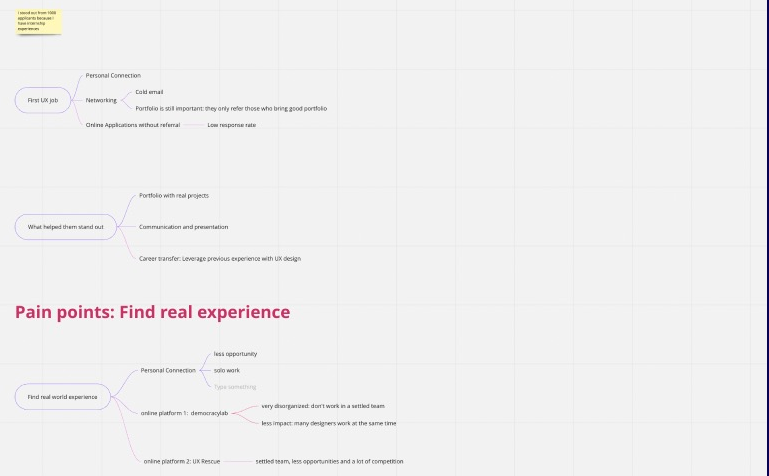 I stood out from 1000
applicants because I
have internship
experiences
Personal Connection
Cold email
First UX job
Networking
Portfolio is still important: they only refer those who bring good portfolio
Online Applications without referral
Low response rate
Portfolio with real projects
What helped them stand out
Communication and presentation
Career transfer: Leverage previous experience with UX design
Pain points: Find real experience
less opportunity
Personal Connection
solo work
Type something
Find real world experience
very disorganized: don't work in a settled team
online platform 1: democracylab
less impact: many designers work at the same time
online platform 2: UX Rescue
settled team, less opportunities and a lot of competition